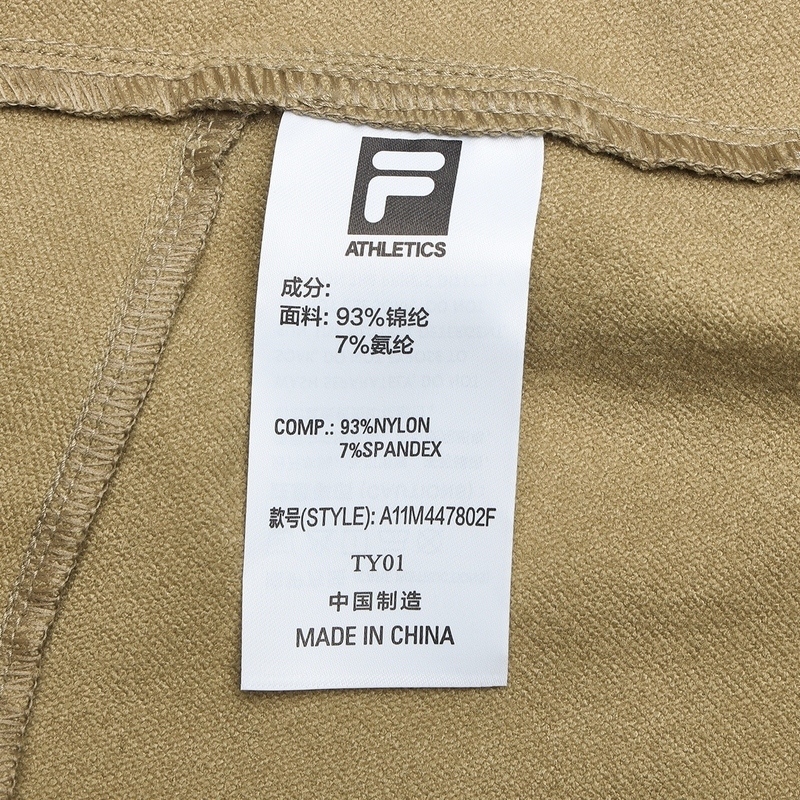 F
ATHLETICS
成分:
面料: 93%锦纶
7%氨纶
COMP.: 93%NYLON
7%SPANDEX
款号(STYLE): A11M447802F
TY01
中国制造
MADE IN CHINA